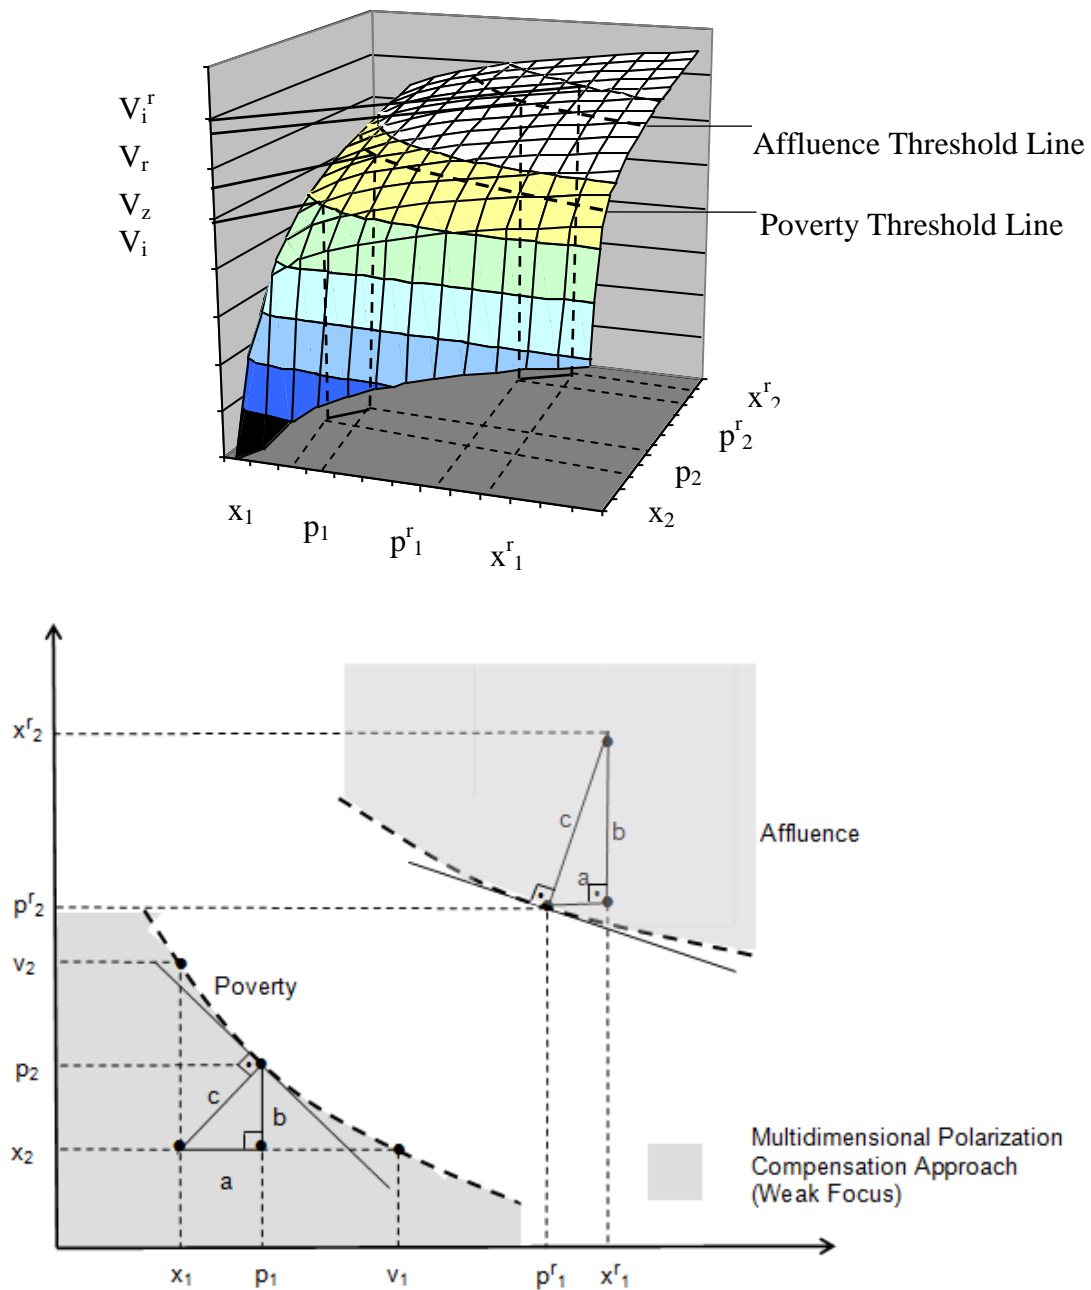 V_i^r
V_r
V_z
V_i
Affluence Threshold Line
Poverty Threshold Line
x^r_2
p^r_2
p_2
x_2
x_1
p_1
p^r_1
x^r_1
x^r_2
c
b
a
Affluence
p^r_2
v_2
Poverty
p_2
c
b
x_2
a
Multidimensional Polarization
Compensation Approach
(Weak Focus)
x_1
p_1
v_1
p^r_1
x^r_1